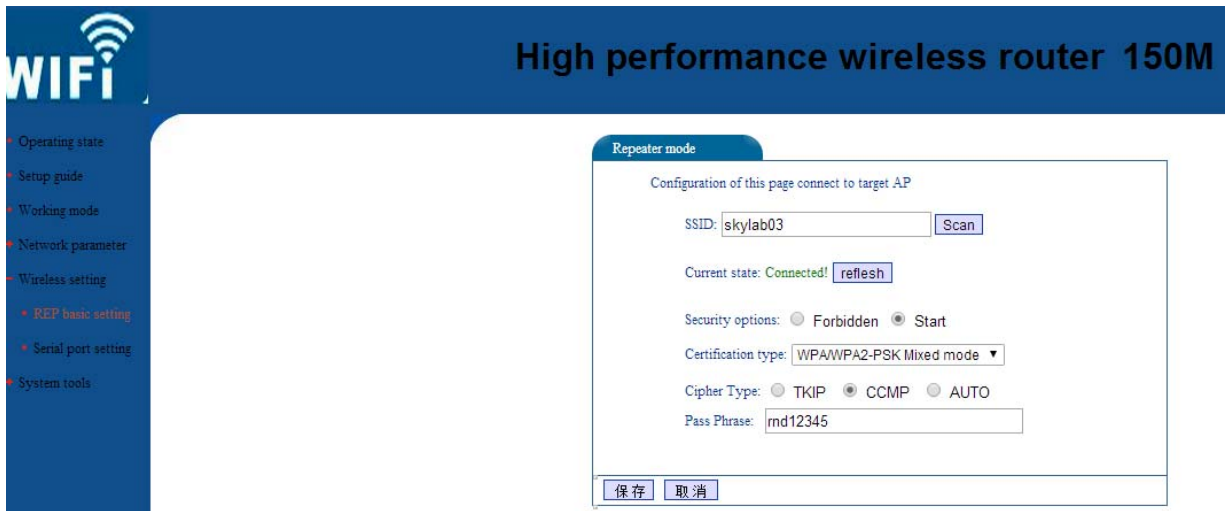 WIFi
High performance wireless router 150M
Operating state
Setup guide
Working mode
Network parameter
Wireless setting
REP basic setting
Serial port setting
System tools
Repeater mode
Configuration of this page connect to target AP
SSID: skylab03 Scan
Current state: Connected! reflesh
Security options: Forbidden Start
Certification type: WPA/WPA2-PSK Mixed mode
Cipher Type: TKIP CCMP AUTO
Pass Phrase: rnd12345
保存 取消